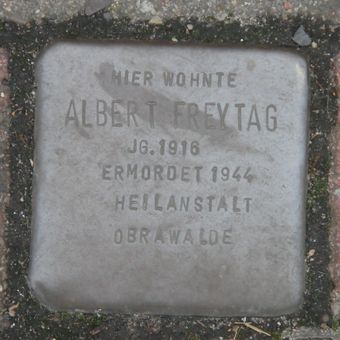 HIER WOHNTE
ALBERT FREYTAG
JG. 1916
ERMORDET 1944
HEILANSTALT
OBRAWALDE